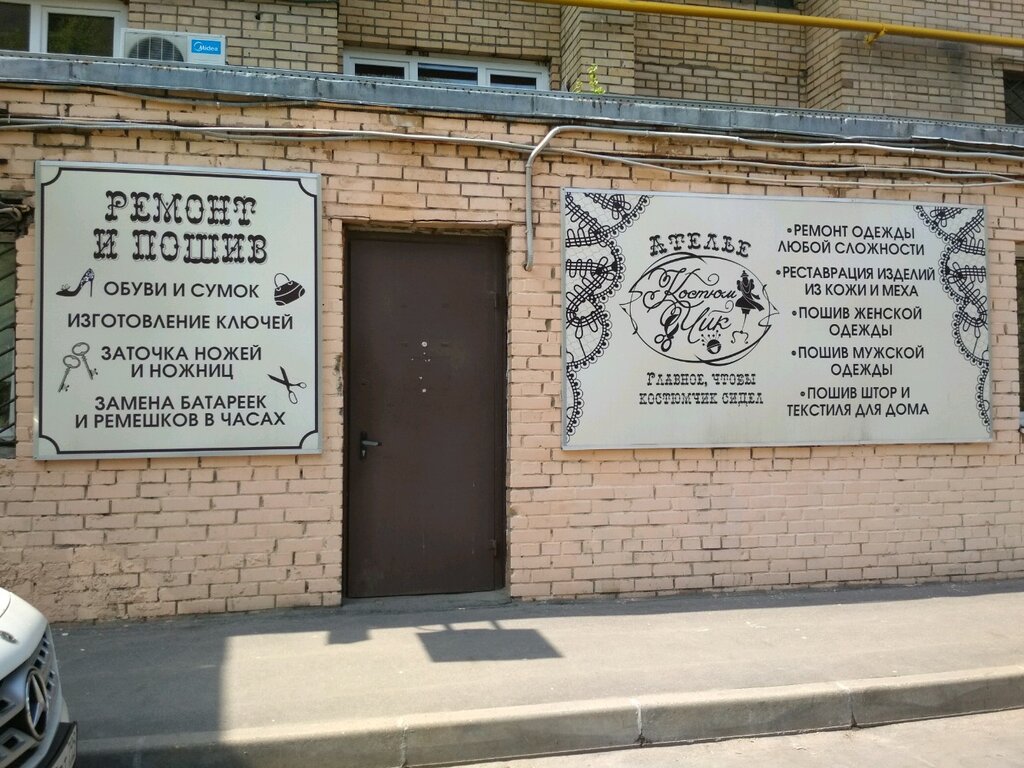 Midea
РЕМОНТ
И ПОШИВ
ОБУВИ И СУМОК
ИЗГОТОВЛЕНИЕ КЛЮЧЕЙ
ЗАТОЧКА НОЖЕЙ
И НОЖНИЦ
ЗАМЕНА БАТАРЕЕК
И РЕМЕШКОВ В ЧАСАХ
АТЕЛЬЕ
Костюм
Чик
ГЛАВНОЕ, ЧТОБЫ
КОСТЮМЧИК СИДЕЛ
•РЕМОНТ ОДЕЖДЫ
ЛЮБОЙ СЛОЖНОСТИ
•РЕСТАВРАЦИЯ ИЗДЕЛИЙ
ИЗ КОЖИ И МЕХА
•ПОШИВ ЖЕНСКОЙ
ОДЕЖДЫ
•ПОШИВ МУЖСКОЙ
ОДЕЖДЫ
•ПОШИВ ШТОР И
ТЕКСТИЛЯ ДЛЯ ДОМА